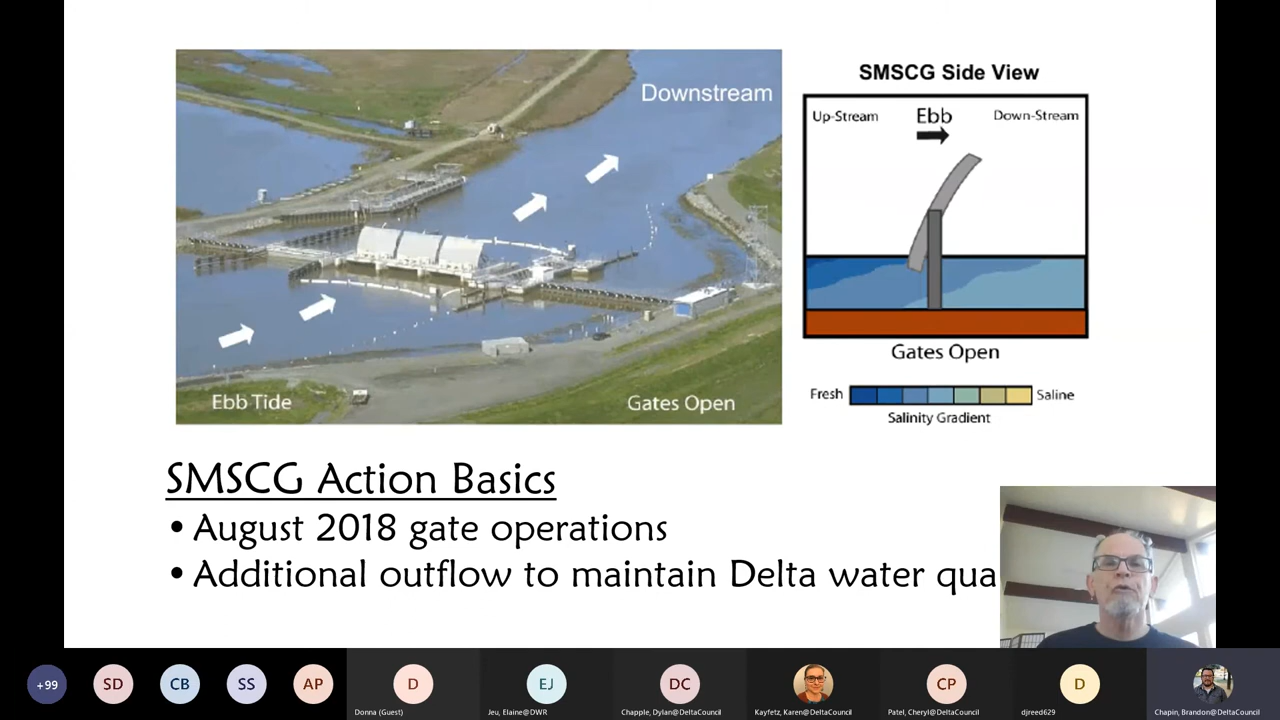 Downstream
Ebb Tide
Gates Open
SMSCG Side View
Up-Stream
Ebb
Down-Stream
Gates Open
Fresh
Saline
Salinity Gradient
SMSCG Action Basics
• August 2018 gate operations
• Additional outflow to maintain Delta water qua
+99
SD
CB
SS
AP
D
EJ
DC
CP
D
Donna (Guest)
Jeu, Elaine@DWR
Chapple, Dylan@DeltaCouncil
Kayfetz, Karen@DeltaCouncil
Patel, Cheryl@DeltaCouncil
djreed629
Chapin, Brandon@DeltaCouncil